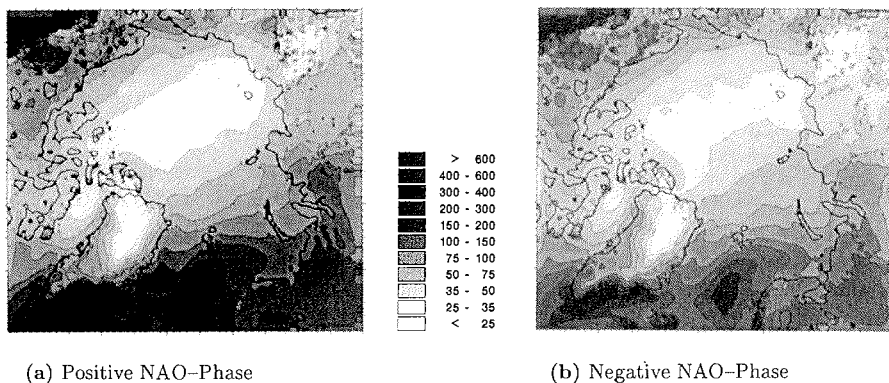 > 600
400 - 600
300 - 400
200 - 300
150 - 200
100 - 150
75 - 100
50 - 75
35 - 50
25 - 35
< 25
(a) Positive NAO–Phase
(b) Negative NAO–Phase